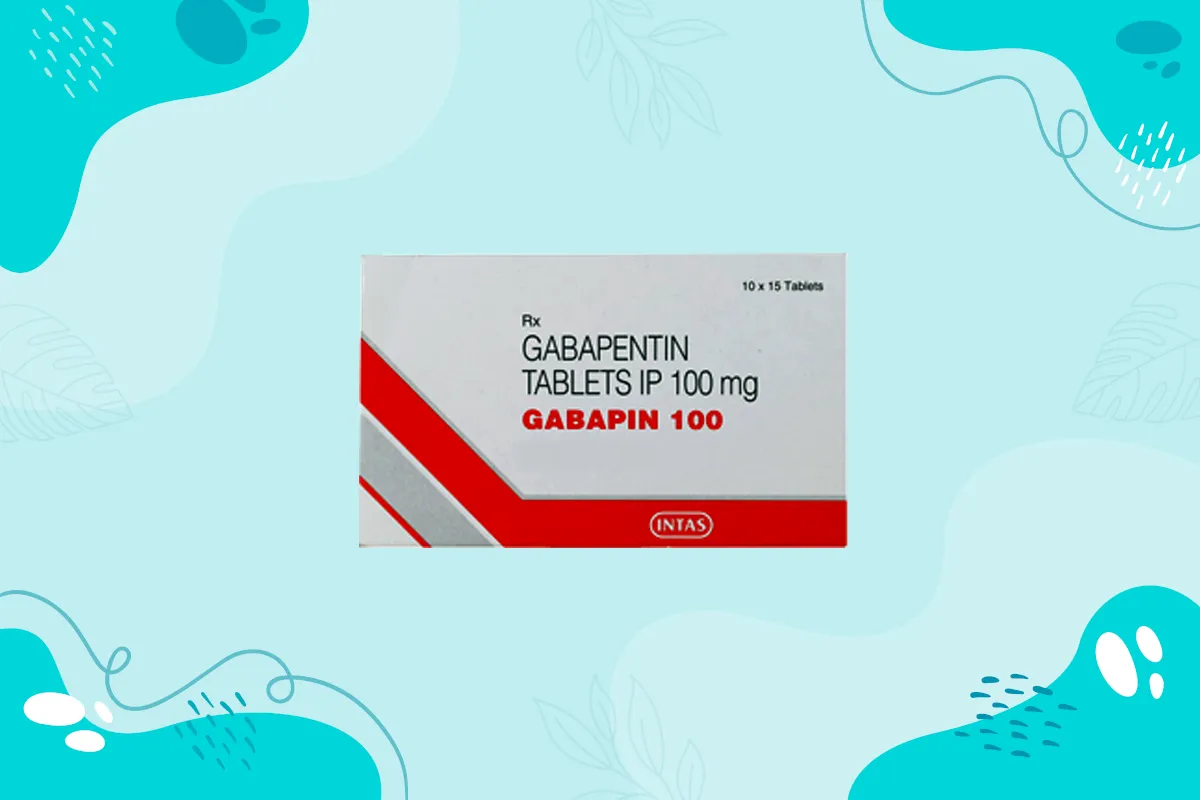 10 x 15 Tablets
Rx
GABAPENTIN
TABLETS IP 100 mg
GABAPIN 100
INTAS